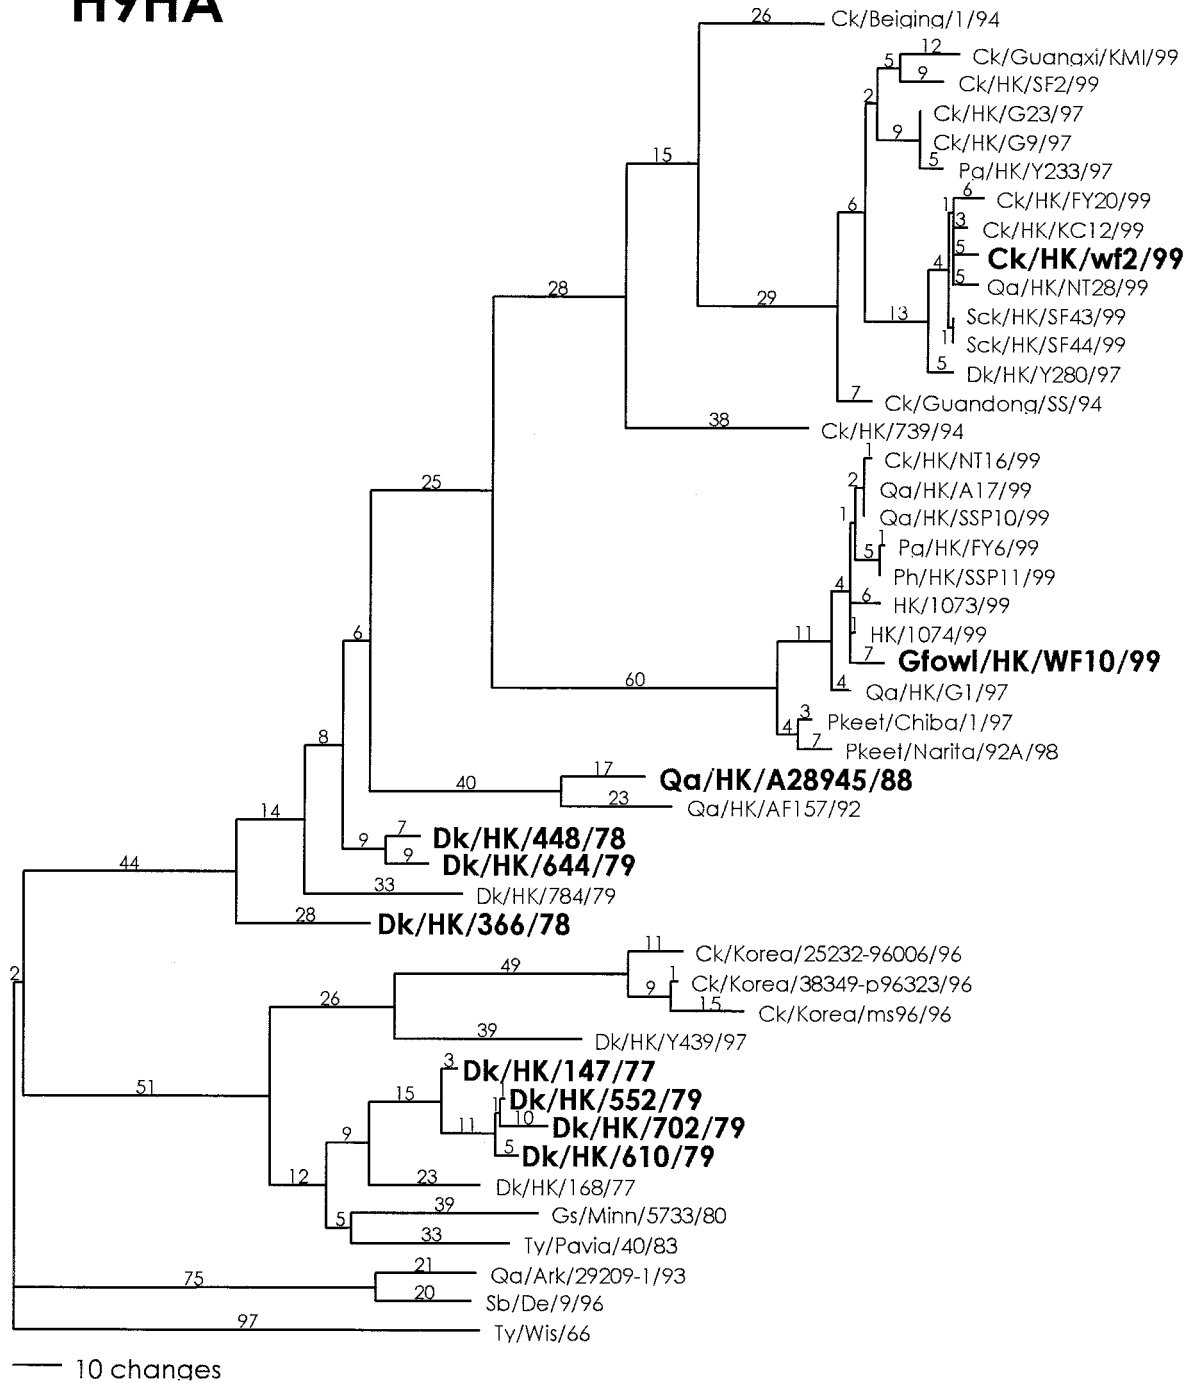 H9HA
26 Ck/Beijing/1/94
12 Ck/Guangxi/KMI/99
5
9 Ck/HK/SF2/99
2
Ck/HK/G23/97
9 Ck/HK/G9/97
5 Pg/HK/Y233/97
15
6 Ck/HK/FY20/99
1
3 Ck/HK/KC12/99
6
5 Ck/HK/wf2/99
4
5 Qa/HK/NT28/99
28
29
13 Sck/HK/SF43/99
1 Sck/HK/SF44/99
5 Dk/HK/Y280/97
7 Ck/Guandong/SS/94
38 Ck/HK/739/94
1 Ck/HK/NT16/99
25
2 Qa/HK/A17/99
1 Qa/HK/SSP10/99
1 Pg/HK/FY6/99
5
Ph/HK/SSP11/99
4
6 HK/1073/99
6
11
1 HK/1074/99
7 Gfowl/HK/WF10/99
60
4 Qa/HK/G1/97
3 Pkeet/Chiba/1/97
4
8
7 Pkeet/Narita/92A/98
17 Qa/HK/A28945/88
40
23 Qa/HK/AF157/92
14
7 Dk/HK/448/78
9
9 Dk/HK/644/79
44
33 Dk/HK/784/79
28 Dk/HK/366/78
11 Ck/Korea/25232-96006/96
2
49
1 Ck/Korea/38349-p96323/96
9
26
15 Ck/Korea/ms96/96
39 Dk/HK/Y439/97
3 Dk/HK/147/77
51
15
1 Dk/HK/552/79
1
10 Dk/HK/702/79
11
9
5 Dk/HK/610/79
12
23 Dk/HK/168/77
39 Gs/Minn/5733/80
5
33 Ty/Pavia/40/83
75
21 Qa/Ark/29209-1/93
20 Sb/De/9/96
97 Ty/Wis/66
10 changes